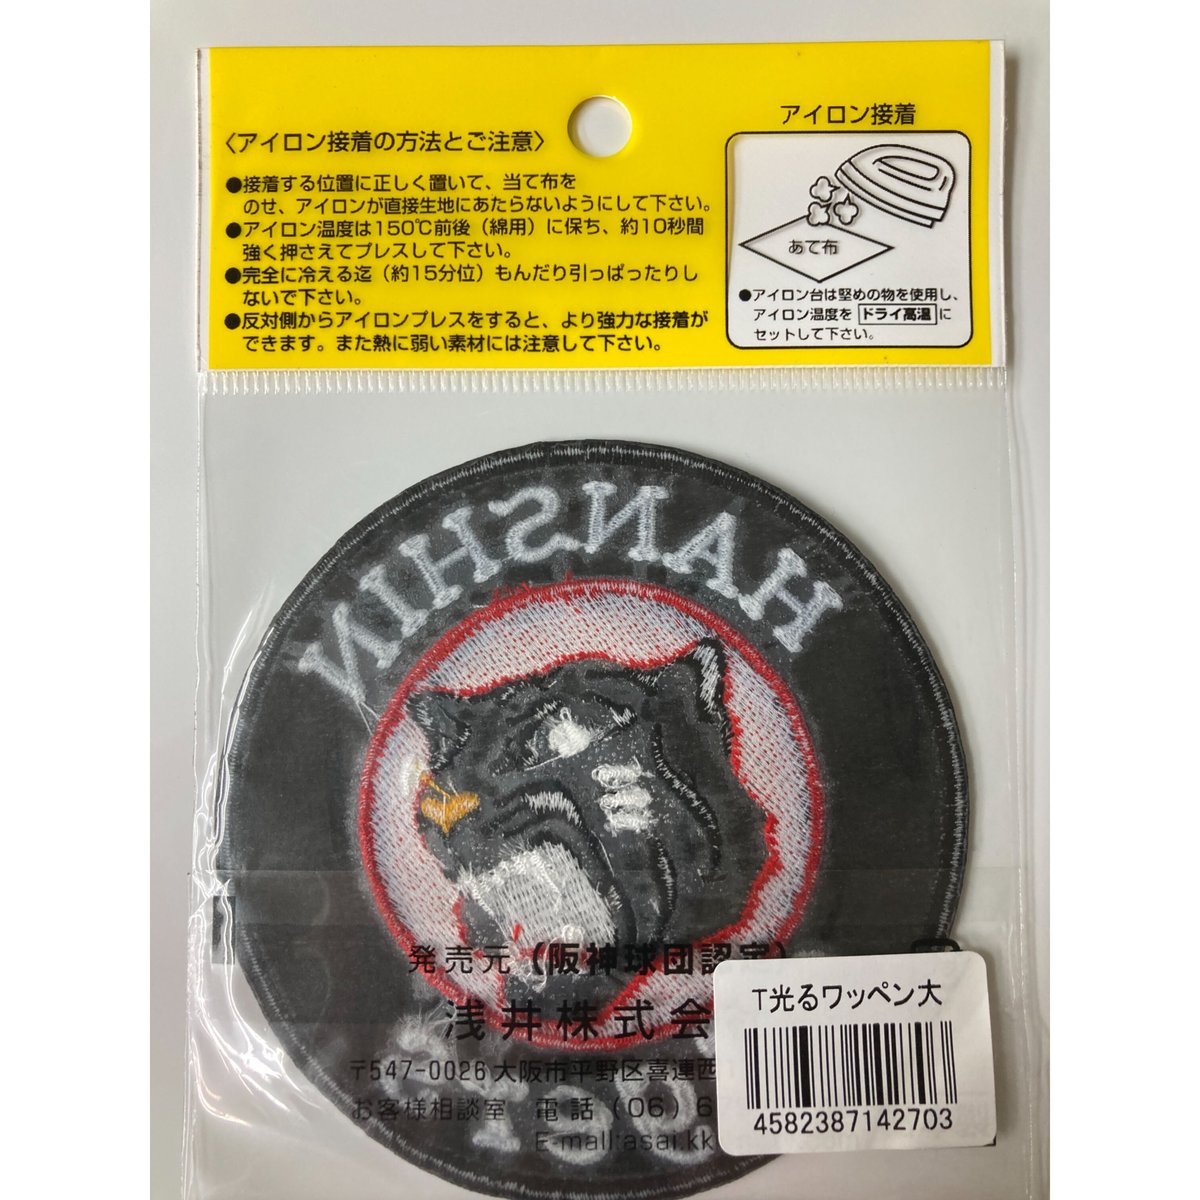 〈アイロン接着の方法とご注意〉
●接着する位置に正しく置いて、当て布を
のせ、アイロンが直接生地にあたらないようにして下さい。
●アイロン温度は150℃前後（綿用）に保ち、約10秒間
強く押さえてプレスして下さい。
●完全に冷える迄（約15分位）もんだり引っぱったりし
ないで下さい。
●反対側からアイロンプレスをすると、より強力な接着が
できます。また熱に弱い素材には注意して下さい。
アイロン接着
あて布
●アイロン台は堅めの物を使用し、
アイロン温度を ドライ高温 に
セットして下さい。
HANSHIN
発売元（阪神球団認定）
浅井株式会
〒547-0026 大阪市平野区喜連西
お客様相談室 電話（06）6
E-mail:asai.kk
T光るワッペン大
4582387142703